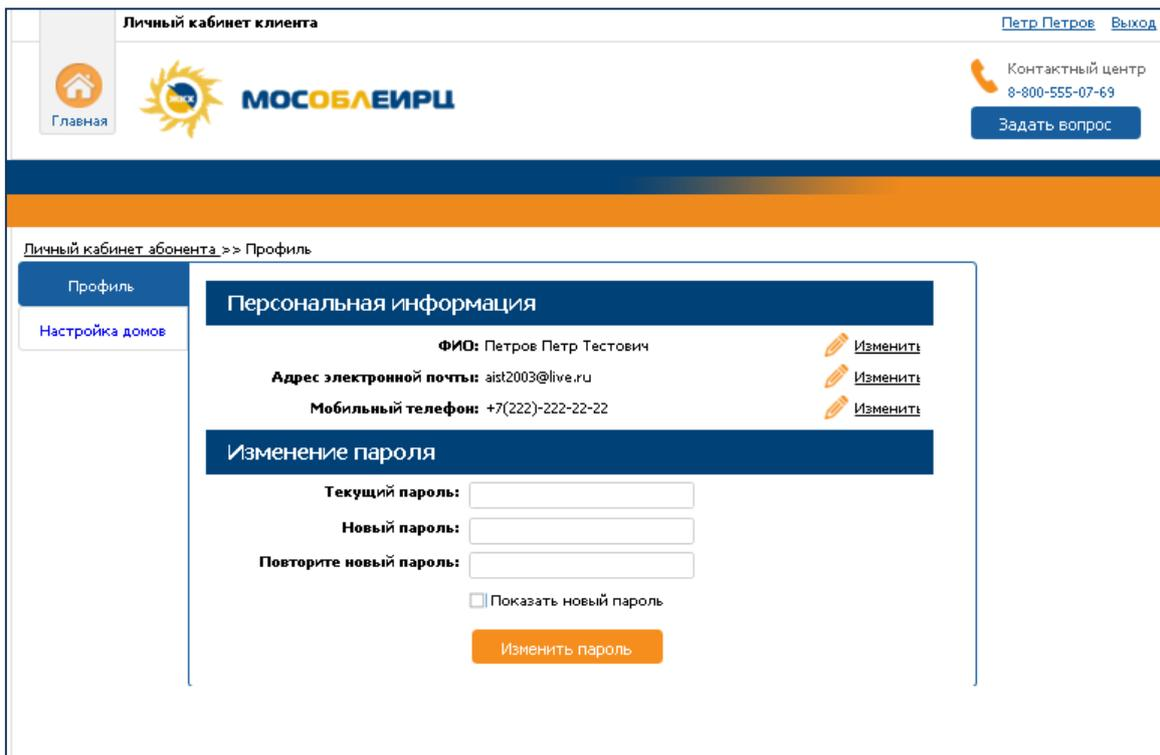 Личный кабинет клиента
Петр Петров Выход
Главная
ЖКХ
МОСОБЛЕИРЦ
Контактный центр
8-800-555-07-69
Задать вопрос
Личный кабинет абонента >> Профиль
Профиль
Настройка домов
Персональная информация
ФИО: Петров Петр Тестович Изменить
Адрес электронной почты: aist2003@live.ru Изменить
Мобильный телефон: +7(222)-222-22-22 Изменить
Изменение пароля
Текущий пароль:
Новый пароль:
Повторите новый пароль:
Показать новый пароль
Изменить пароль